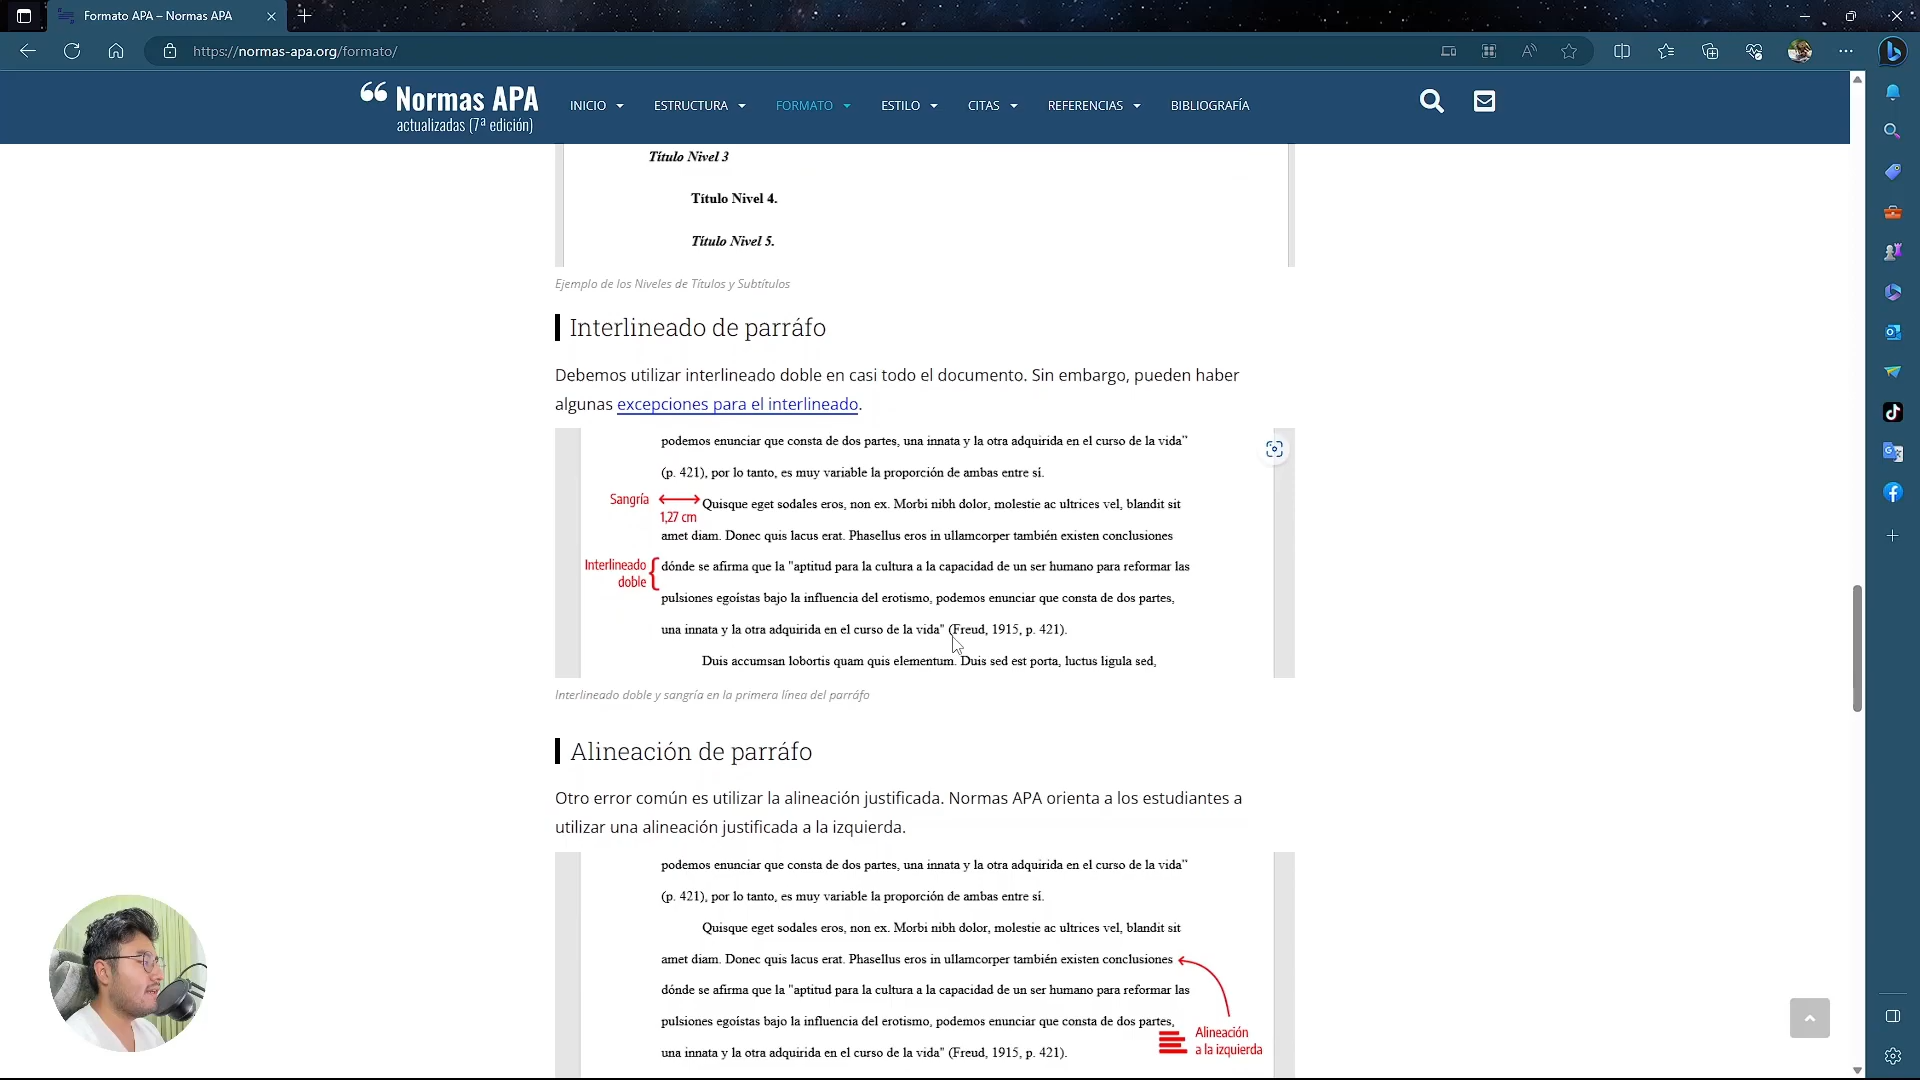 Formato APA – Normas APA
https://normas-apa.org/formato/
Normas APA
actualizadas (7ª edición)
INICIO
ESTRUCTURA
FORMATO
ESTILO
CITAS
REFERENCIAS
BIBLIOGRAFÍA
Título Nivel 3
Título Nivel 4.
Título Nivel 5.
Ejemplo de los Niveles de Títulos y Subtítulos
Interlineado de parráfo
Debemos utilizar interlineado doble en casi todo el documento. Sin embargo, pueden haber
algunas excepciones para el interlineado.
podemos enunciar que consta de dos partes, una innata y la otra adquirida en el curso de la vida”
(p. 421), por lo tanto, es muy variable la proporción de ambas entre sí.
Sangría
1,27 cm
Quisque eget sodales eros, non ex. Morbi nibh dolor, molestie ac ultrices vel, blandit sit
amet diam. Donec quis lacus erat. Phasellus eros in ullamcorper también existen conclusiones
Interlineado
doble
dónde se afirma que la "aptitud para la cultura a la capacidad de un ser humano para reformar las
pulsiones egoístas bajo la influencia del erotismo, podemos enunciar que consta de dos partes,
una innata y la otra adquirida en el curso de la vida" (Freud, 1915, p. 421).
Duis accumsan lobortis quam quis elementum. Duis sed est porta, luctus ligula sed,
Interlineado doble y sangría en la primera línea del parráfo
Alineación de parráfo
Otro error común es utilizar la alineación justificada. Normas APA orienta a los estudiantes a
utilizar una alineación justificada a la izquierda.
podemos enunciar que consta de dos partes, una innata y la otra adquirida en el curso de la vida”
(p. 421), por lo tanto, es muy variable la proporción de ambas entre sí.
Quisque eget sodales eros, non ex. Morbi nibh dolor, molestie ac ultrices vel, blandit sit
amet diam. Donec quis lacus erat. Phasellus eros in ullamcorper también existen conclusiones
dónde se afirma que la "aptitud para la cultura a la capacidad de un ser humano para reformar las
pulsiones egoístas bajo la influencia del erotismo, podemos enunciar que consta de dos partes,
una innata y la otra adquirida en el curso de la vida" (Freud, 1915, p. 421).
Alineación
a la izquierda